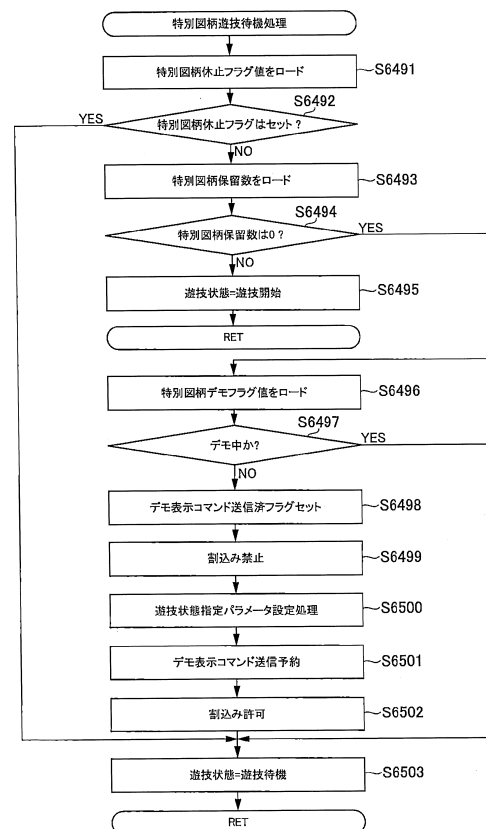 特別図柄遊技待機処理
特別図柄休止フラグ値をロード
S6491
S6492
YES
特別図柄休止フラグはセット?
NO
特別図柄保留数をロード
S6493
S6494
特別図柄保留数は0?
YES
NO
遊技状態=遊技開始
S6495
RET
特別図柄デモフラグ値をロード
S6496
S6497
デモ中か?
YES
NO
デモ表示コマンド送信済フラグセット
S6498
割込み禁止
S6499
遊技状態指定パラメータ設定処理
S6500
デモ表示コマンド送信予約
S6501
割込み許可
S6502
遊技状態=遊技待機
S6503
RET